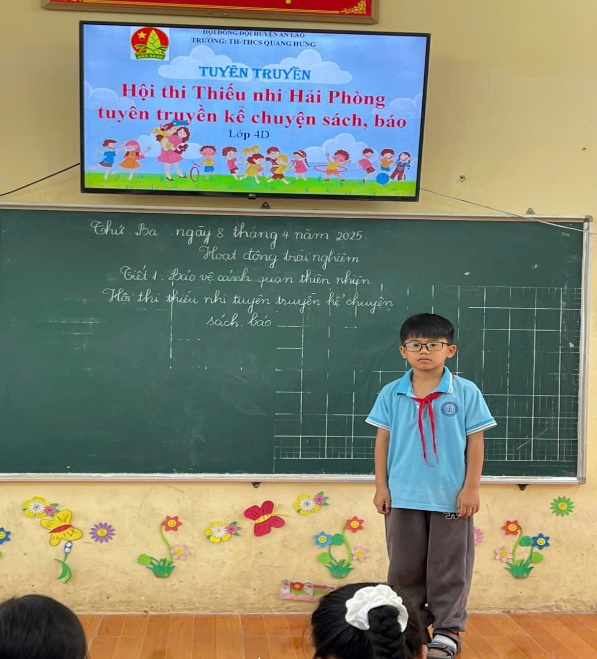 HỘI ĐỒNG ĐỘI HUYỆN AN LÃO
TRƯỜNG: TH-THCS QUANG HƯNG
TUYÊN TRUYỀN
Hội thi Thiếu nhi Hải Phòng
tuyên truyền kể chuyện sách, báo
Lớp 4D
Thứ Ba ngày 8 tháng 4 năm 2025
Hoạt động trải nghiệm
Tiết 1: Bảo vệ cảnh quan thiên nhiên
Hội thi thiếu nhi tuyên truyền kể chuyện
sách, báo